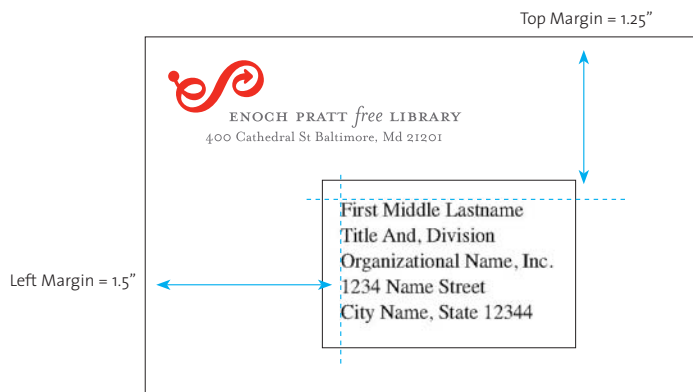 Top Margin = 1.25”
ENOCH PRATT free LIBRARY
400 Cathedral St Baltimore, Md 21201
First Middle Lastname
Title And, Division
Organizational Name, Inc.
Left Margin = 1.5”
1234 Name Street
City Name, State 12344